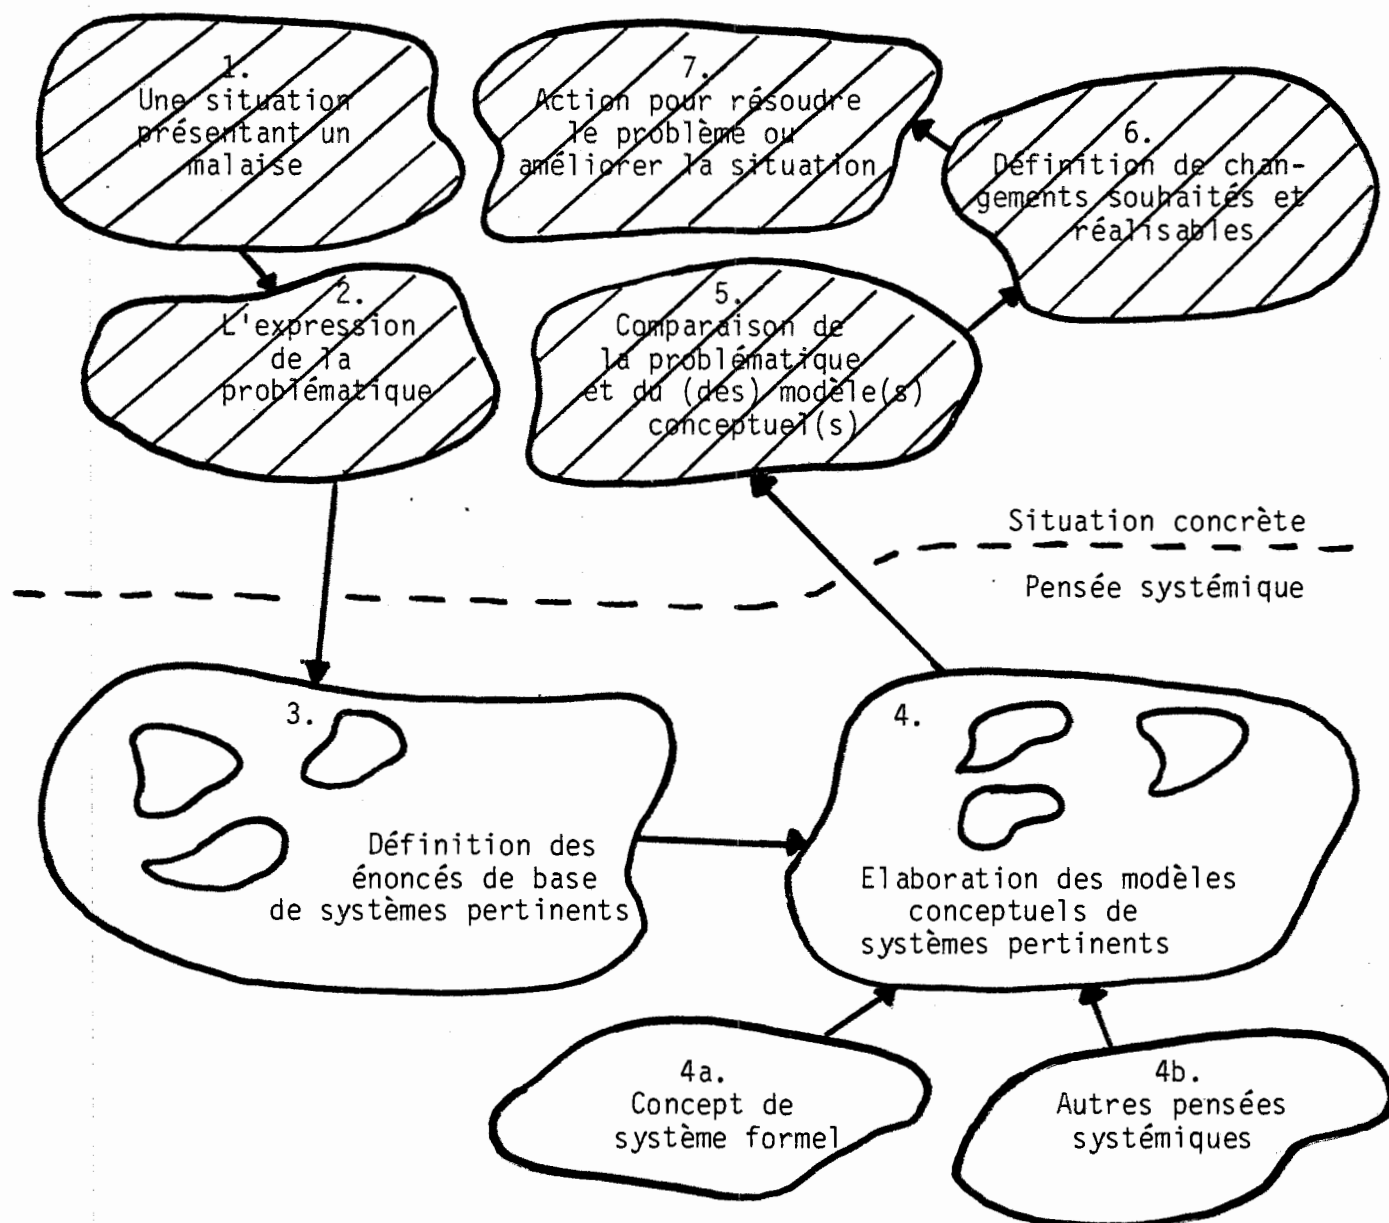 1.
Une situation
présentant un
malaise
2.
L'expression
de la
problématique
3.
Définition des
énoncés de base
de systèmes pertinents
4.
Elaboration des modèles
conceptuels de
systèmes pertinents
4a.
Concept de
système formel
4b.
Autres pensées
systémiques
5.
Comparaison de
la problématique
et du (des) modèle(s)
conceptuel(s)
6.
Définition de chan-
gements souhaités et
réalisables
7.
Action pour résoudre
le problème ou
améliorer la situation
Situation concrète
Pensée systémique